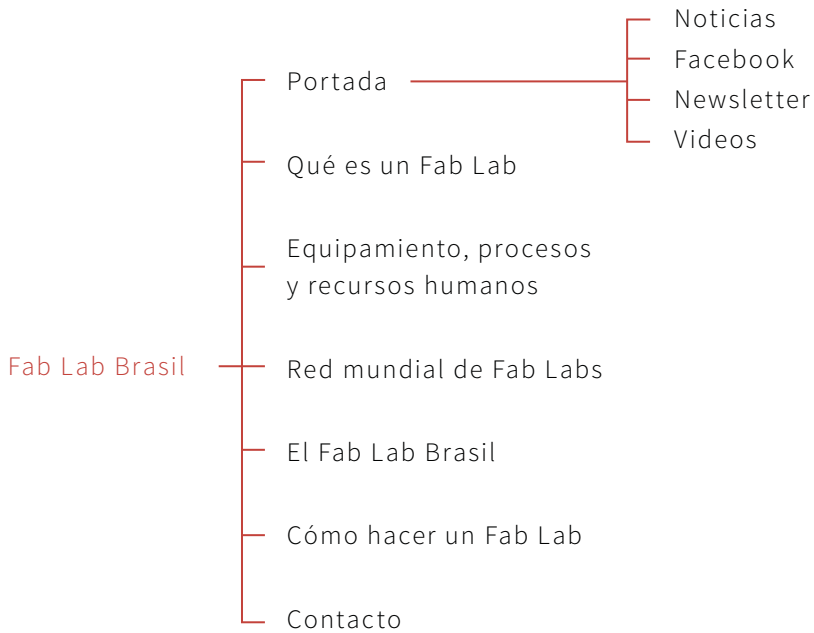 Fab Lab Brasil
Portada
Noticias
Facebook
Newsletter
Videos
Qué es un Fab Lab
Equipamiento, procesos
y recursos humanos
Red mundial de Fab Labs
El Fab Lab Brasil
Cómo hacer un Fab Lab
Contacto